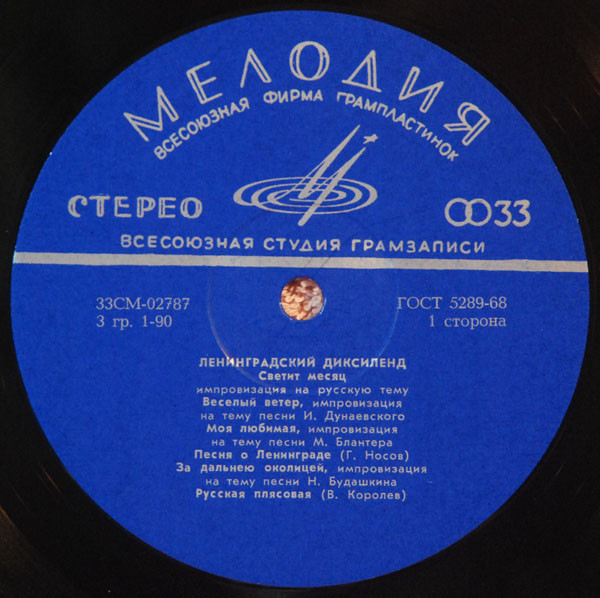 МЕЛОДИЯ
ВСЕСОЮЗНАЯ ФИРМА ГРАМПЛАСТИНОК
СТЕРЕО 33
ВСЕСОЮЗНАЯ СТУДИЯ ГРАМЗАПИСИ
33СМ-02787 ГОСТ 5289-68
3 гр. 1-90 1 сторона
ЛЕНИНГРАДСКИЙ ДИКСИЛЕНД
Светит месяц
импровизация на русскую тему
Веселый ветер, импровизация
на тему песни И. Дунаевского
Моя любимая, импровизация
на тему песни М. Блантера
Песня о Ленинграде (Г. Носов)
За дальнею околицей, импровизация
на тему песни Н. Будашкина
Русская плясовая (В. Королев)